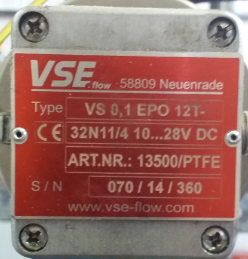 VSE.flow 58809 Neuenrade
Type VS 0,1 EPO 12T-
CE 32N11/4 10...28V DC
ART.NR.: 13500/PTFE
S / N 070 / 14 / 360
www.vse-flow.com